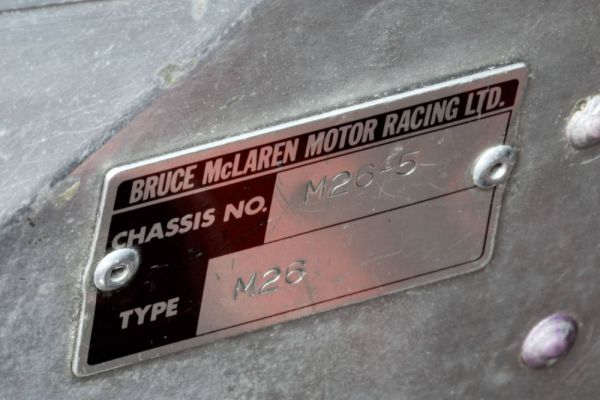 BRUCE McLAREN MOTOR RACING LTD.
CHASSIS NO. M26-5
TYPE M26